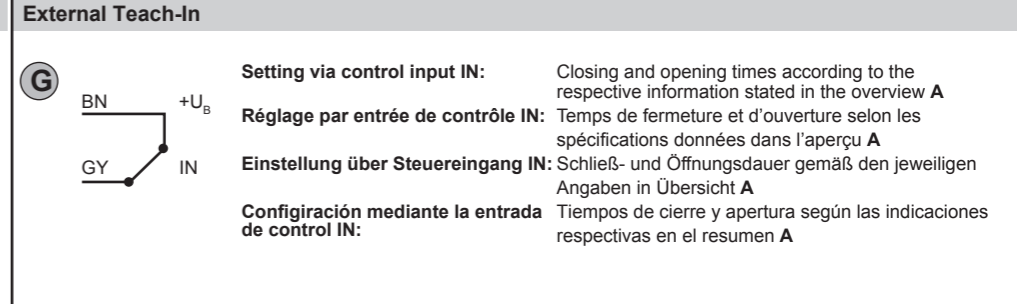 External Teach-In
G
BN +UB
GY IN
Setting via control input IN: Closing and opening times according to the
respective information stated in the overview A
Réglage par entrée de contrôle IN: Temps de fermeture et d'ouverture selon les
spécifications données dans l'aperçu A
Einstellung über Steuereingang IN: Schließ- und Öffnungsdauer gemäß den jeweiligen
Angaben in Übersicht A
Configiración mediante la entrada Tiempos de cierre y apertura según las indicaciones
de control IN: respectivas en el resumen A